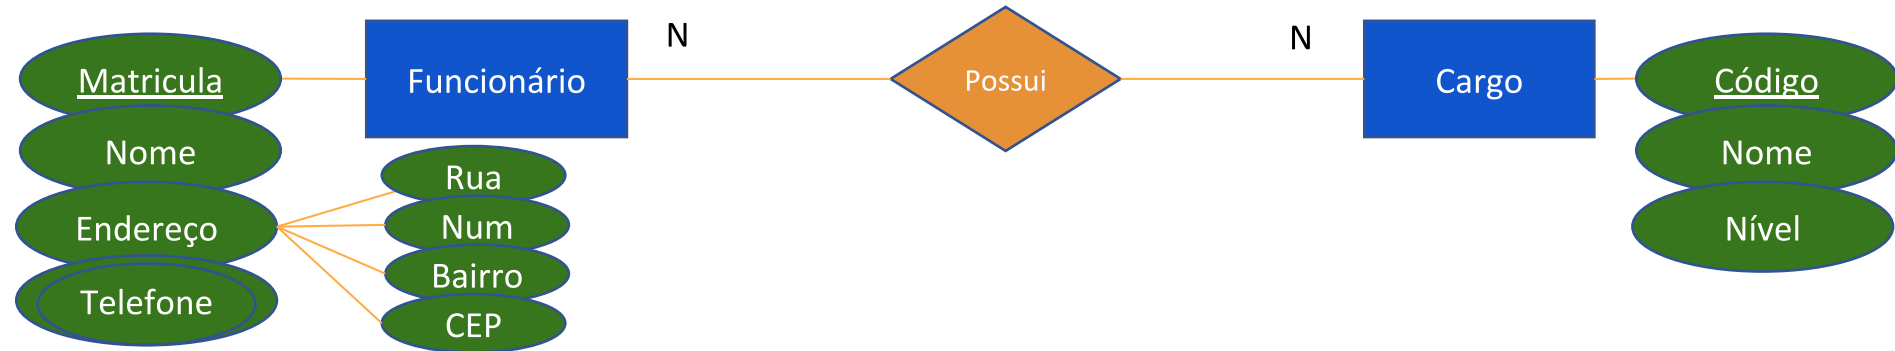 Matricula
Nome
Endereço
Telefone
Funcionário
Rua
Num
Bairro
CEP
N
Possui
N
Cargo
Código
Nome
Nível